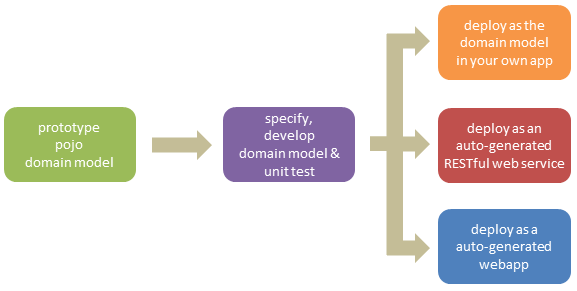 prototype
pojo
domain model
specify,
develop
domain model &
unit test
deploy as the
domain model
in your own app
deploy as an
auto-generated
RESTful web service
deploy as a
auto-generated
webapp